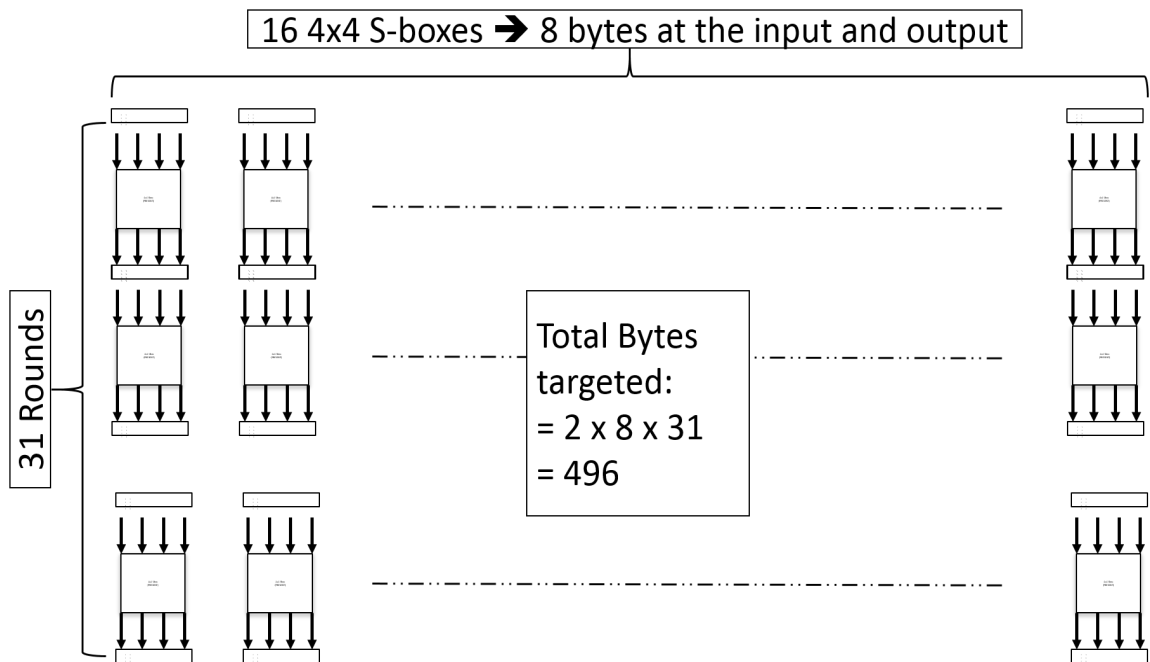 16 4x4 S-boxes ➔ 8 bytes at the input and output
31 Rounds
Total Bytes
targeted:
= 2 x 8 x 31
= 496